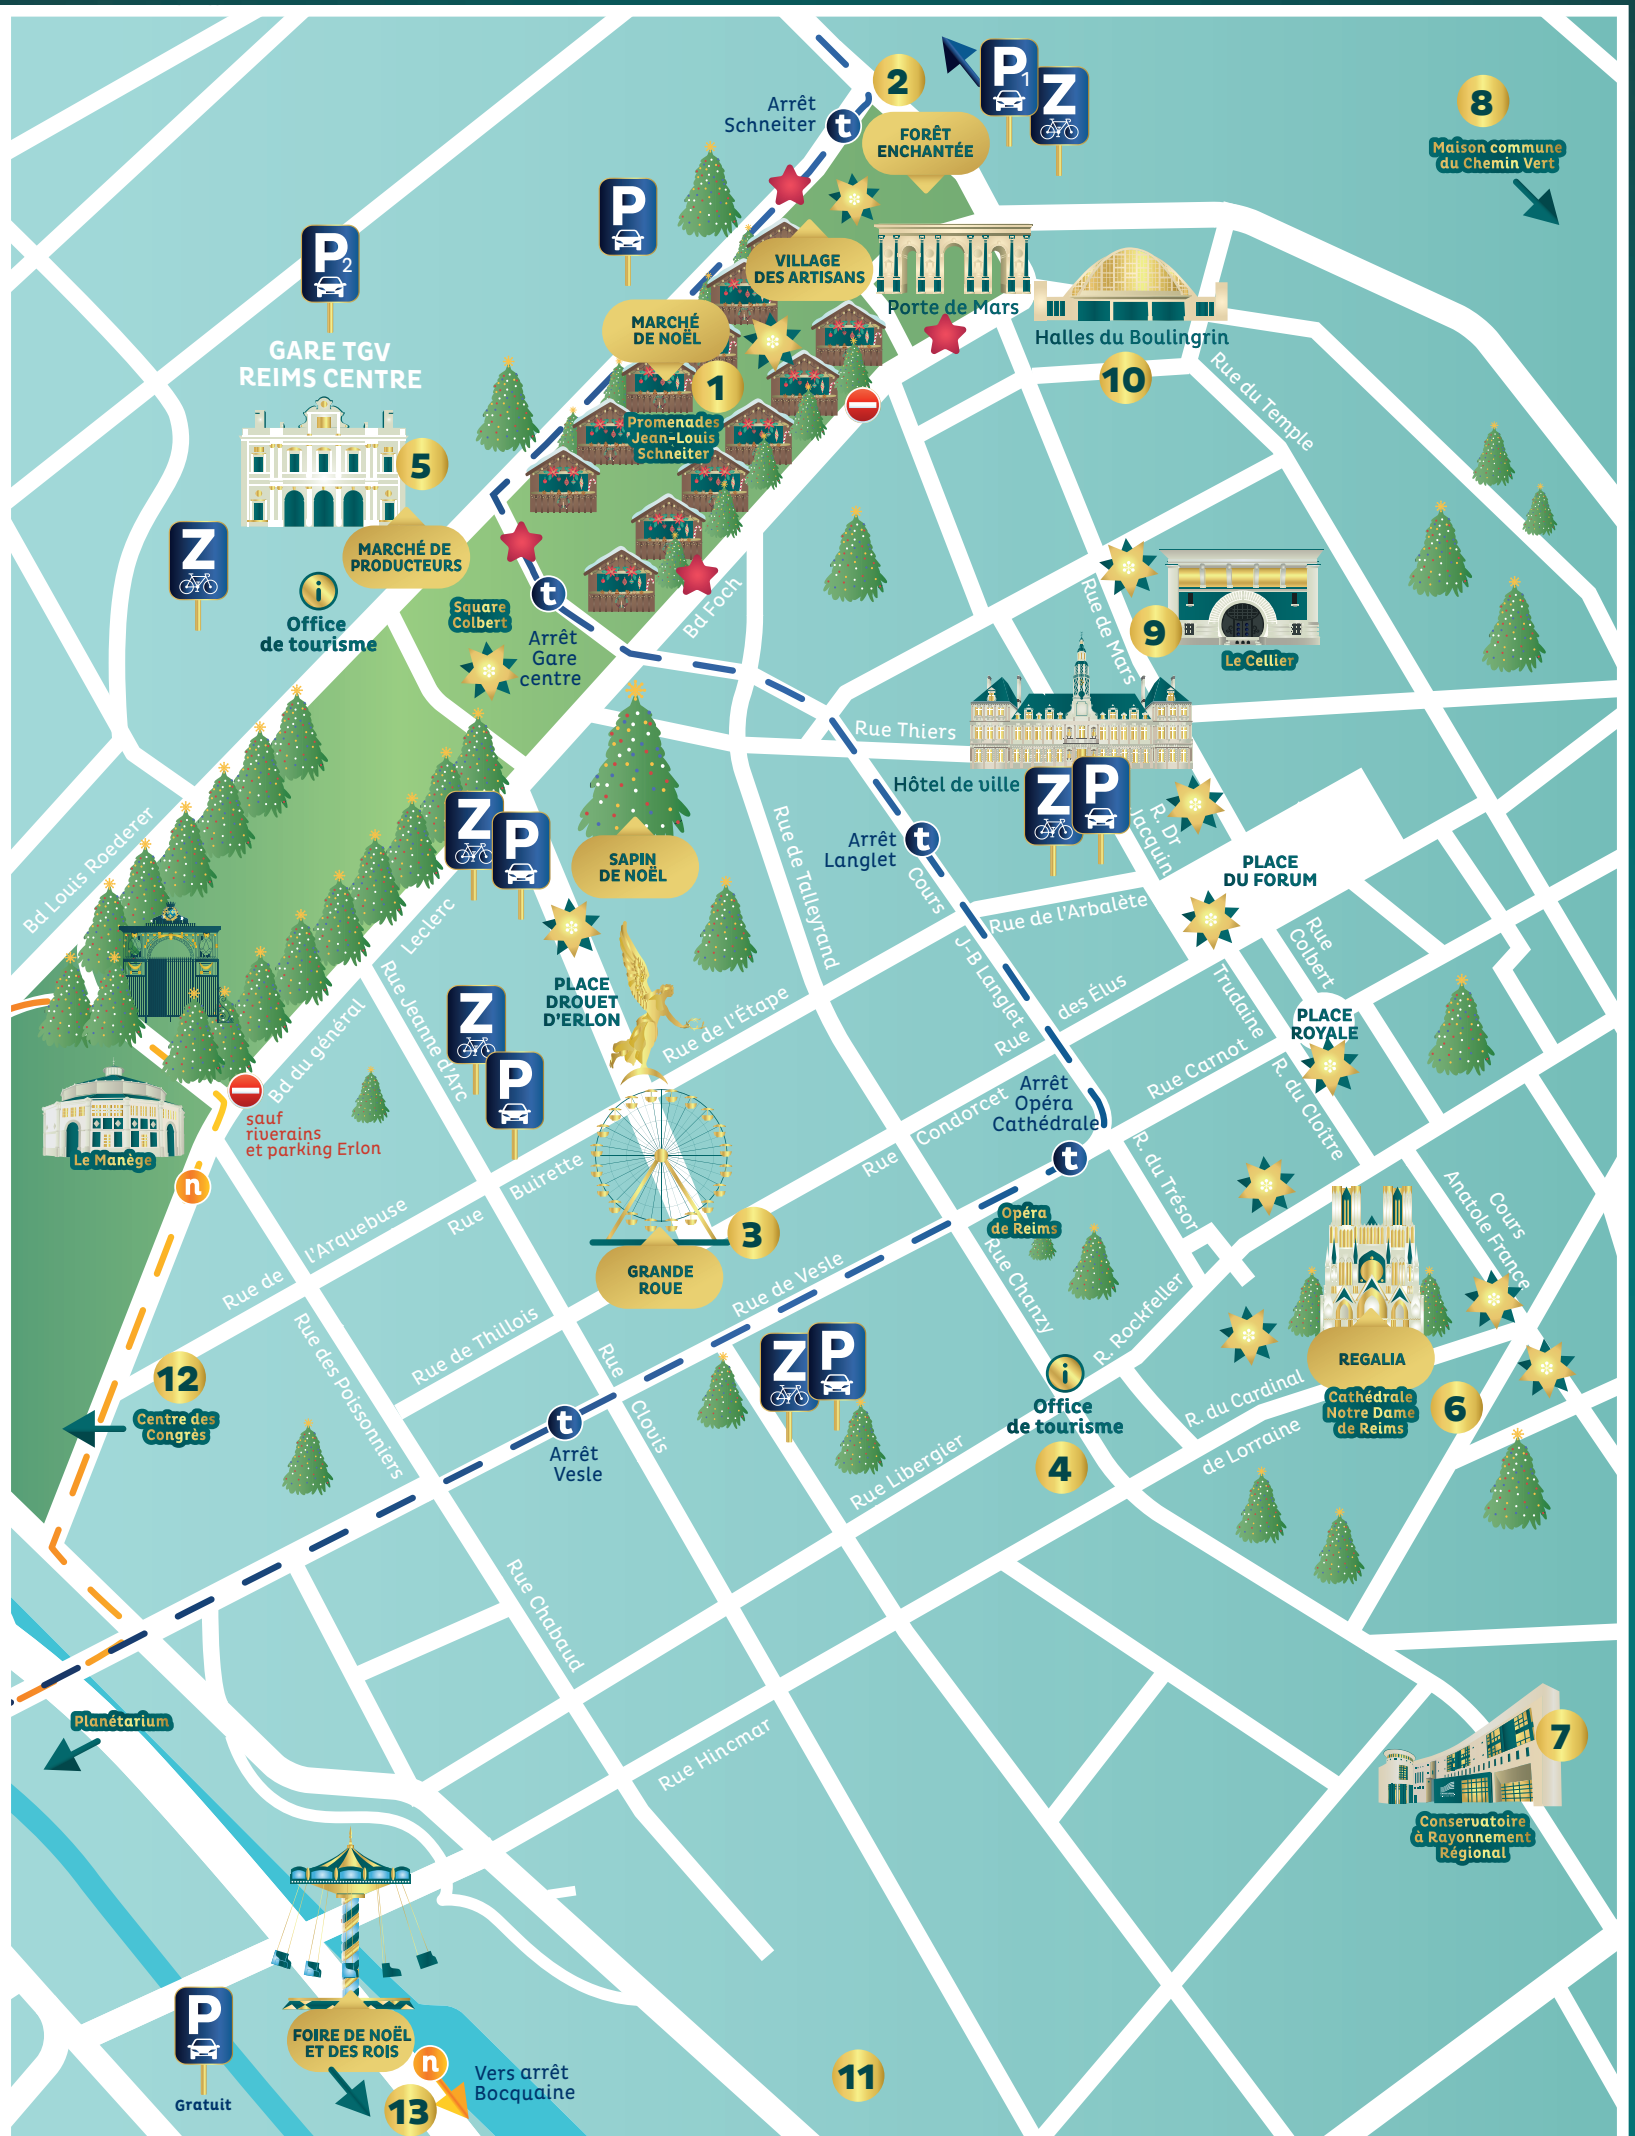 2
P1
Z
8
Maison commune
du Chemin Vert
Arrêt
Schneiter
t
FORÊT
ENCHANTÉE
P
P2
VILLAGE
DES ARTISANS
Porte de Mars
Halles du Boulingrin
10
MARCHÉ
DE NOËL
1
Promenades
Jean-Louis
Schneiter
GARE TGV
REIMS CENTRE
5
MARCHÉ DE
PRODUCTEURS
Z
i
Office
de tourisme
Square
Colbert
t
Arrêt
Gare
centre
Bd Foch
Rue du Temple
Rue de Mars
9
Le Cellier
Rue Thiers
Hôtel de ville
Z
P
R. Dr
Jacquin
PLACE
DU FORUM
Arrêt
Langlet
t
Cours
J-B Langlet
Rue de Talleyrand
SAPIN
DE NOËL
Z
P
Bd Louis Roederer
Leclerc
Bd du général
Rue Jeanne d'Arc
PLACE
DROUET
D'ERLON
Z
P
Rue de l'Étape
Rue de l'Arbalète
Rue
des Élus
Trudaine
Rue
Colbert
PLACE
ROYALE
Rue Carnot
R. du Cloître
Arrêt
Opéra
Cathédrale
t
Rue
Condorcet
R. du Trésor
Le Manège
sauf
riverains
et parking Erlon
n
Rue
Buirette
Rue de
l'Arquebuse
3
GRANDE
ROUE
Rue de Vesle
Opéra
de Reims
Rue Chanzy
R. Rockfeller
Cours
Anatole France
REGALIA
Cathédrale
Notre Dame
de Reims
6
R. du Cardinal
de Lorraine
i
Office
de tourisme
4
Rue de Thillois
Rue des Poissonniers
Rue
Clouis
Z
P
12
Centre des
Congrès
t
Arrêt
Vesle
Rue Libergier
Rue Chabaud
Rue Hincmar
Planétarium
7
Conservatoire
à Rayonnement
Régional
P
Gratuit
FOIRE DE NOËL
ET DES ROIS
n
Vers arrêt
Bocquaine
13
11